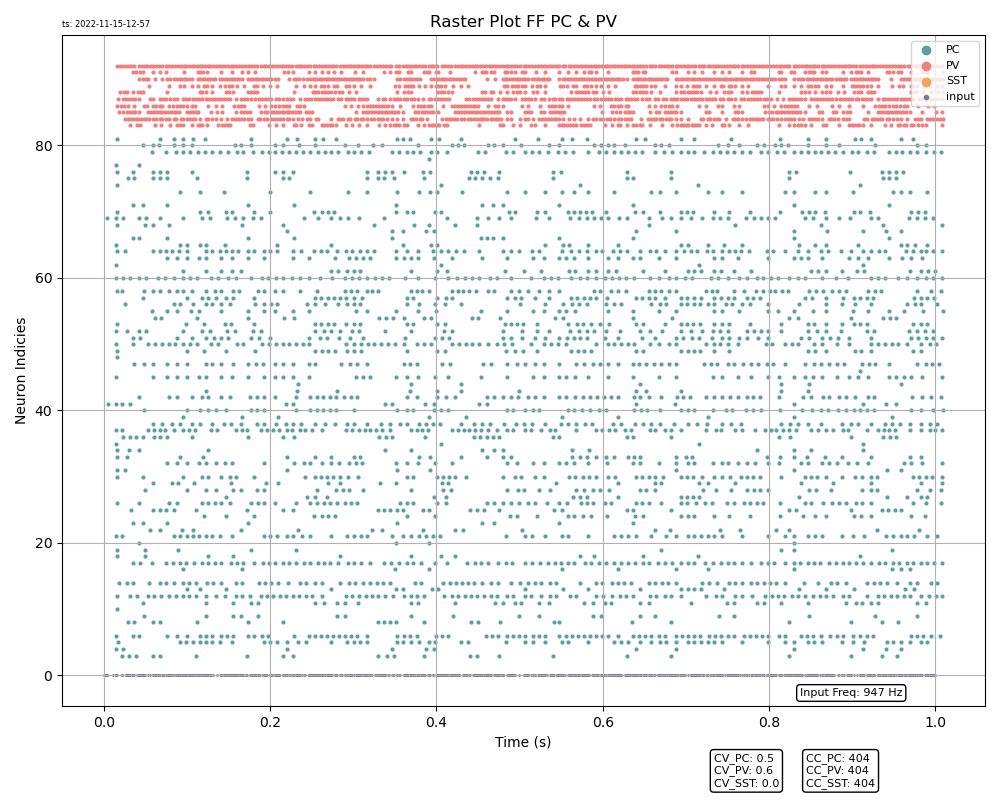 ts: 2022-11-15-12-57
Raster Plot FF PC & PV
PC
PV
SST
input
Neuron Indicies
80
60
40
20
0
Input Freq: 947 Hz
0.0 0.2 0.4 0.6 0.8 1.0
Time (s)
CV_PC: 0.5
CV_PV: 0.6
CV_SST: 0.0
CC_PC: 404
CC_PV: 404
CC_SST: 404